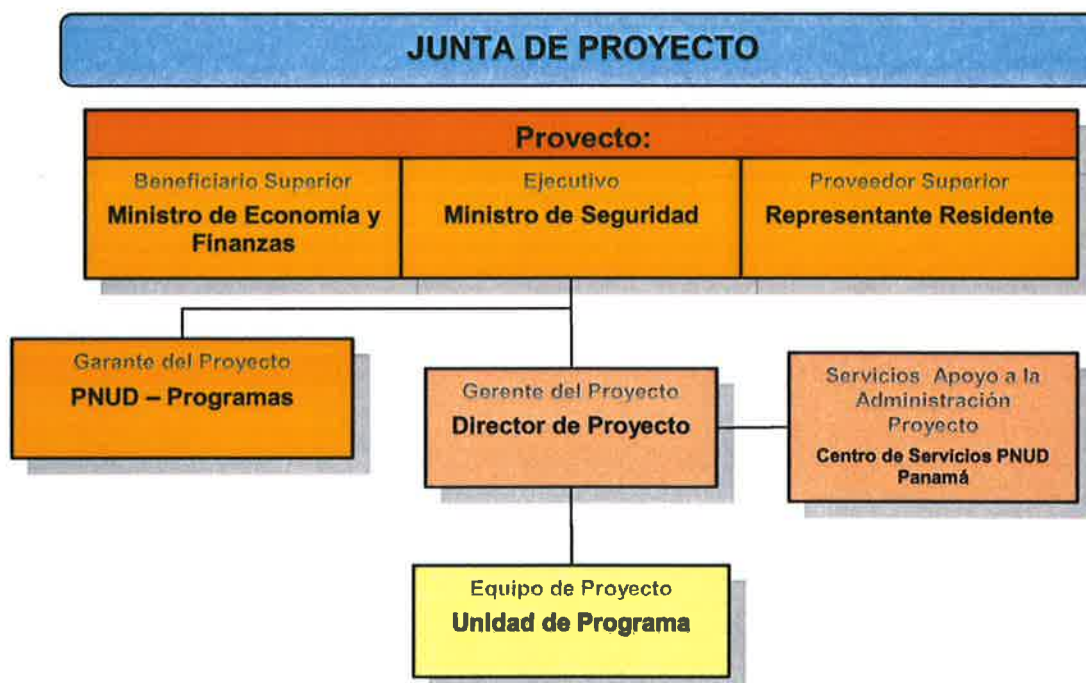 JUNTA DE PROYECTO
Provecto:
Beneficiario Superior
Ministro de Economía y
Finanzas
Ejecutivo
Ministro de Seguridad
Proveedor Superior
Representante Residente
Garante del Proyecto
PNUD – Programas
Gerente del Proyecto
Director de Proyecto
Servicios Apoyo a la
Administración
Proyecto
Centro de Servicios PNUD
Panamá
Equipo de Proyecto
Unidad de Programa